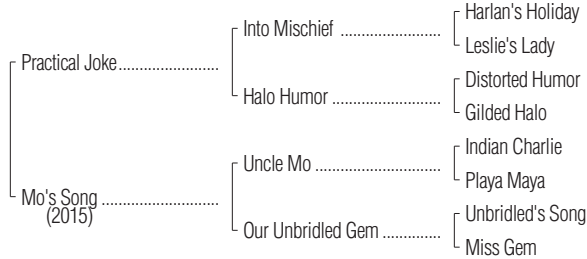 Harlan's Holiday
Into Mischief ....................
Leslie's Lady
Practical Joke....................
Distorted Humor
Halo Humor ......................
Gilded Halo
Indian Charlie
Uncle Mo .........................
Playa Maya
Mo's Song .......................
(2015)
Unbridled's Song
Our Unbridled Gem ............
Miss Gem